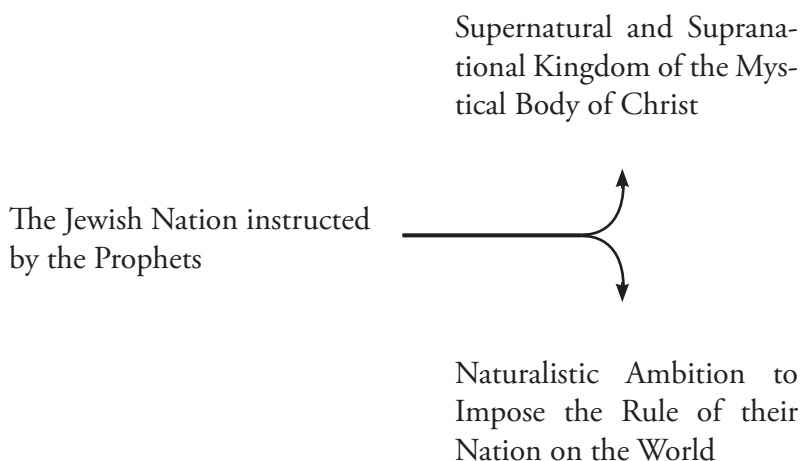 Supernatural and Suprana-
tional Kingdom of the Mys-
tical Body of Christ
The Jewish Nation instructed
by the Prophets
Naturalistic Ambition to
Impose the Rule of their
Nation on the World